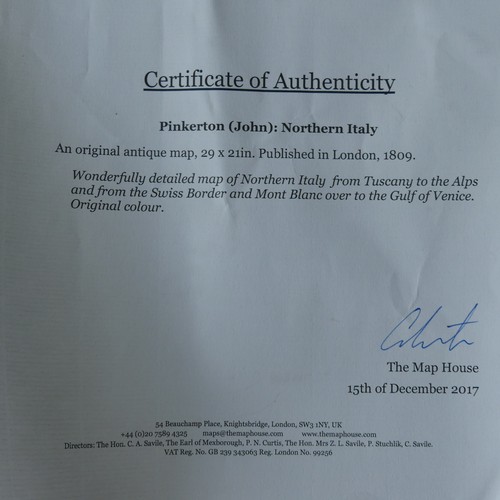 Certificate of Authenticity
Pinkerton (John): Northern Italy
An original antique map, 29 x 21in. Published in London, 1809.
Wonderfully detailed map of Northern Italy from Tuscany to the Alps
and from the Swiss Border and Mont Blanc over to the Gulf of Venice.
Original colour.
The Map House
15th of December 2017
54 Beauchamp Place, Knightsbridge, London, SW3 1NY, UK
+44 (0)20 7589 4325 maps@themaphouse.com www.themaphouse.com
Directors: The Hon. C. A. Savile, The Earl of Mexborough, P. N. Curtis, The Hon. Mrs Z. L. Savile, P. Stuchlik, C. Savile.
VAT Reg. No. GB 239 343063 Reg. London No. 99256